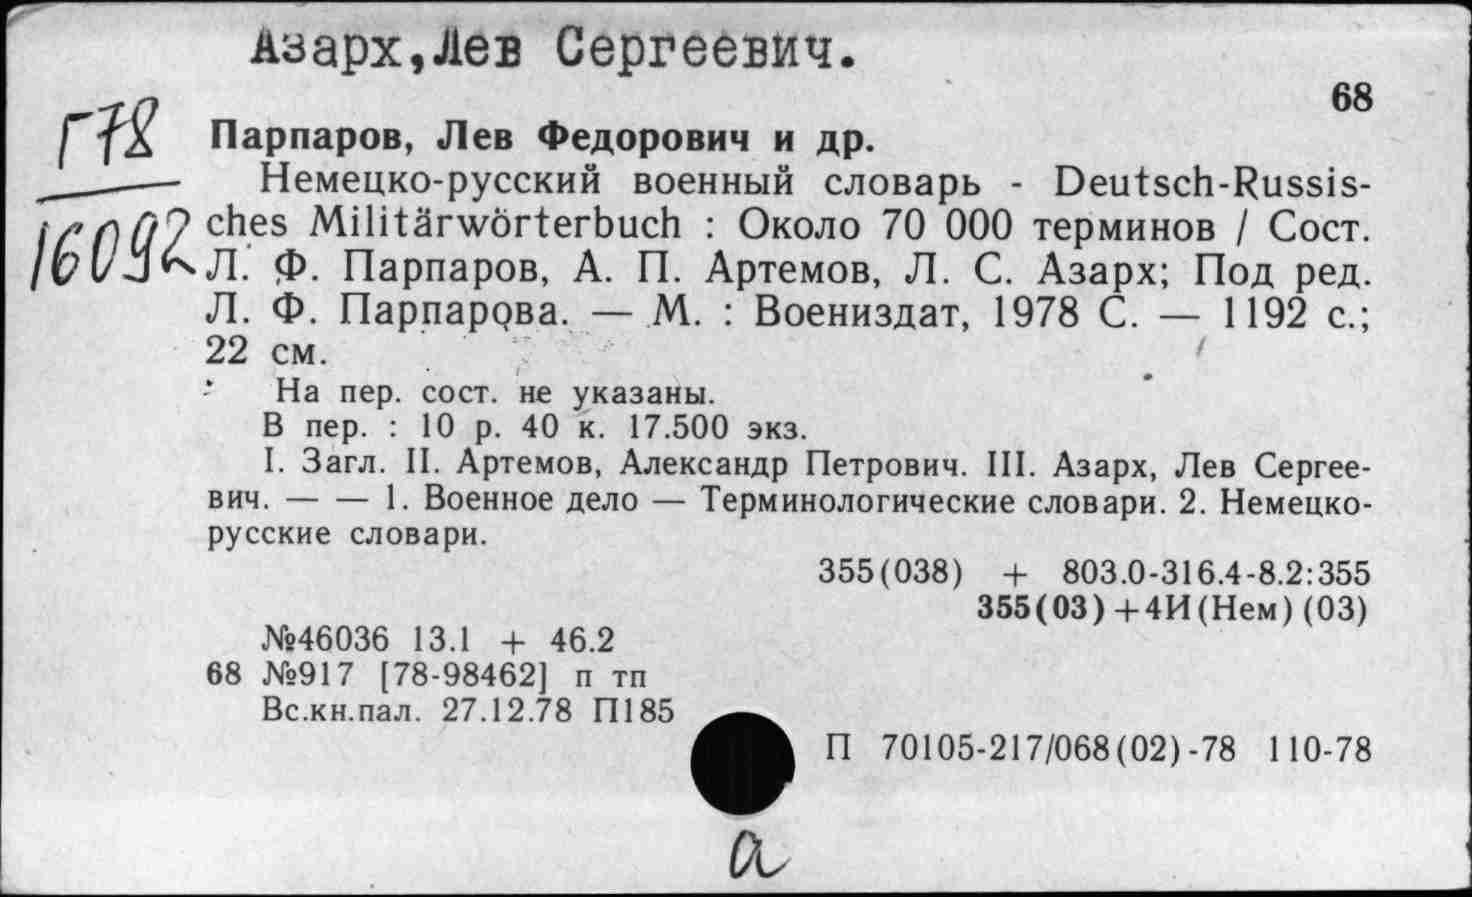 Азарх,Лев Сергеевич.
68
Г78
16092
Парпаров, Лев Федорович и др.
Немецко-русский военный словарь - Deutsch-Russis-
ches Militärwörterbuch : Около 70 000 терминов / Сост.
Л. Ф. Парпаров, А. П. Артемов, Л. С. Азарх; Под ред.
Л. Ф. Парпарова. — М. : Воениздат, 1978 С. — 1192 с.;
22 см.
На пер. сост. не указаны.
В пер. : 10 р. 40 к. 17.500 экз.
I. Загл. II. Артемов, Александр Петрович. III. Азарх, Лев Сергее-
вич. — — 1. Военное дело — Терминологические словари. 2. Немецко-
русские словари.
355(038) + 803.0-316.4-8.2:355
355(03)+4И(Нем)(03)
№46036 13.1 + 46.2
68 №917 [78-98462] п тп
Вс.кн.пал. 27.12.78 П185
П 70105-217/068(02)-78 110-78
а